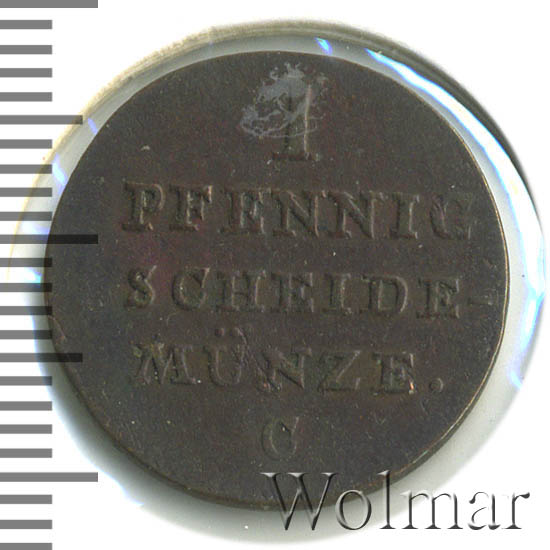 1
PFENNIG
SCHEIDE-
MÜNZE.
C
Wolmar